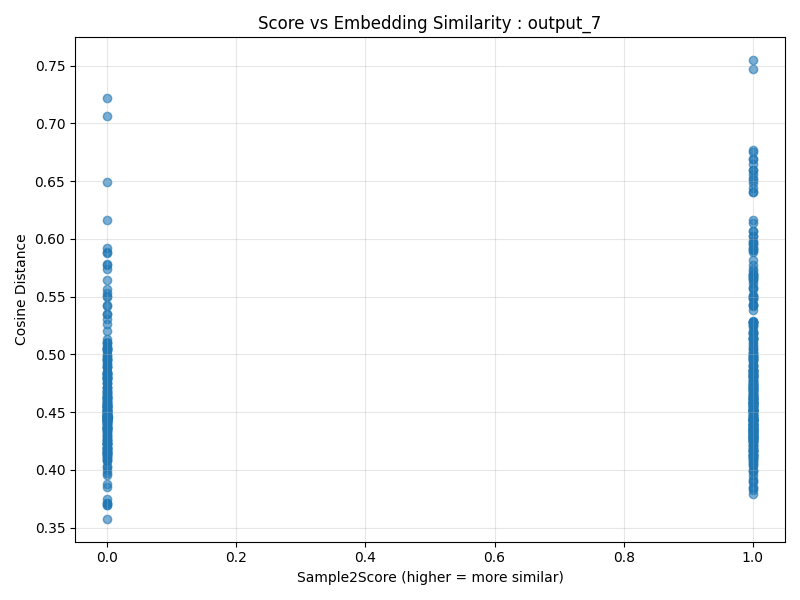 Score vs Embedding Similarity : output_7
Cosine Distance
0.75
0.70
0.65
0.60
0.55
0.50
0.45
0.40
0.35
0.0 0.2 0.4 0.6 0.8 1.0
Sample2Score (higher = more similar)